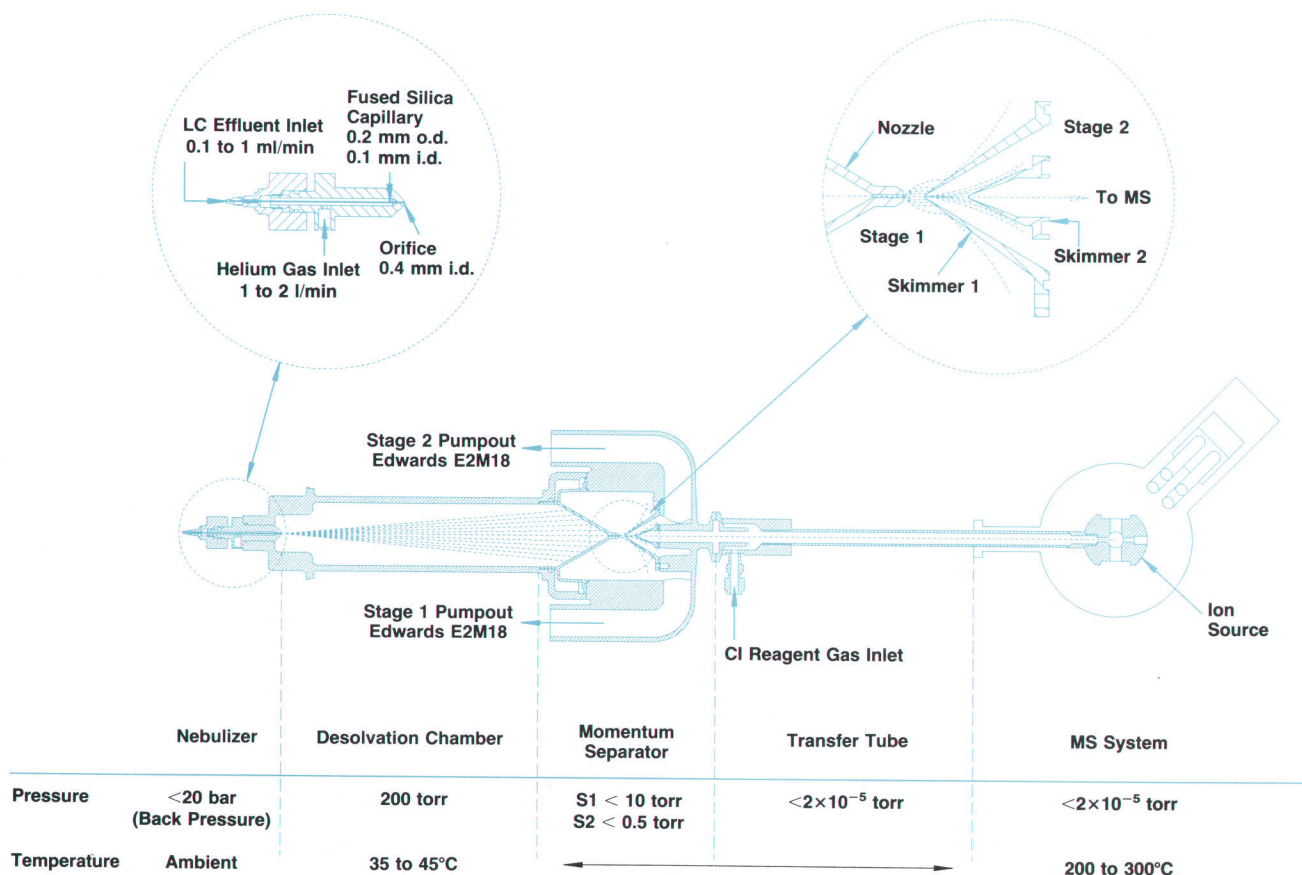 Fused Silica
Capillary
0.2 mm o.d.
0.1 mm i.d.
LC Effluent Inlet
0.1 to 1 ml/min
Orifice
0.4 mm i.d.
Helium Gas Inlet
1 to 2 l/min
Nozzle
Stage 2
To MS
Stage 1
Skimmer 2
Skimmer 1
Stage 2 Pumpout
Edwards E2M18
Stage 1 Pumpout
Edwards E2M18
CI Reagent Gas Inlet
Ion
Source
Nebulizer
Desolvation Chamber
Momentum
Separator
Transfer Tube
MS System
Pressure
<20 bar
(Back Pressure)
200 torr
S1 < 10 torr
S2 < 0.5 torr
<2×10⁻⁵ torr
<2×10⁻⁵ torr
Temperature
Ambient
35 to 45°C
200 to 300°C